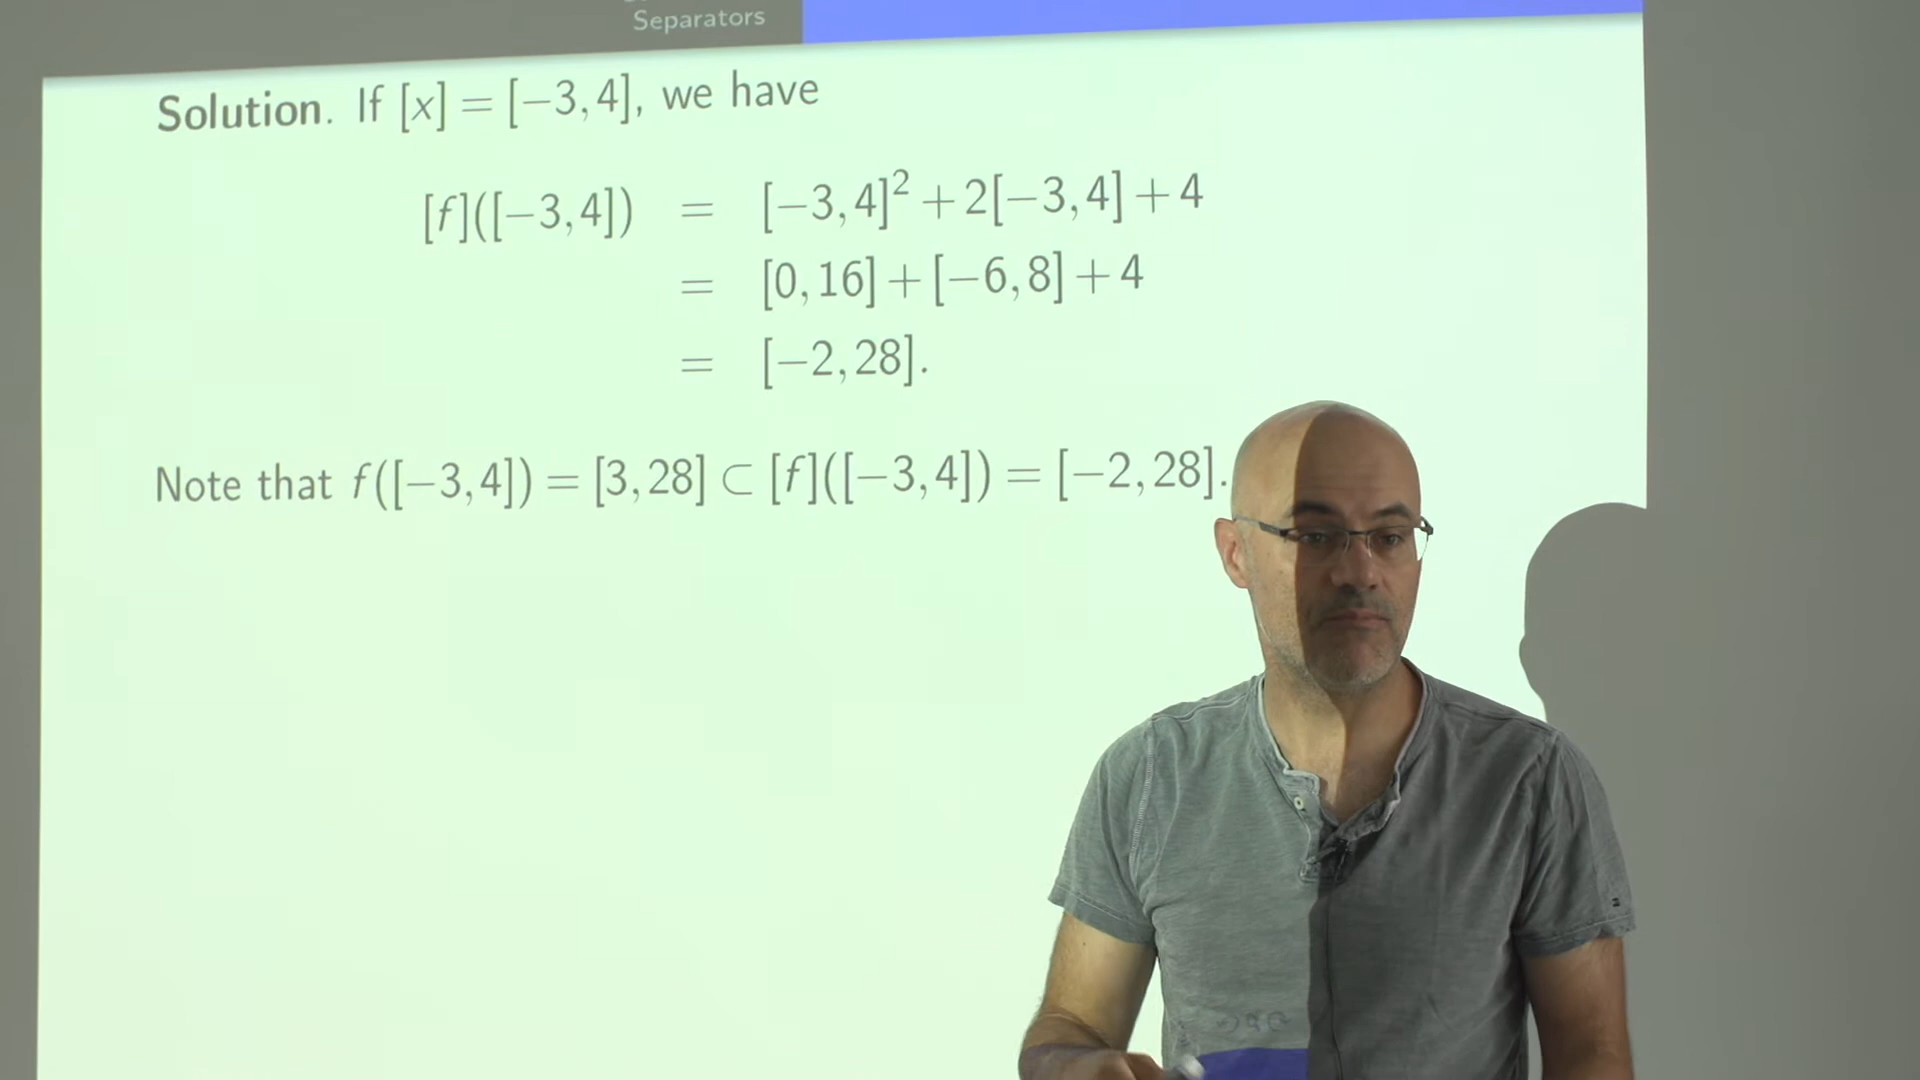 Separators
Solution. If [x] = [−3, 4], we have
[f]([−3, 4]) = [−3, 4]² + 2[−3, 4] + 4
= [0, 16] + [−6, 8] + 4
= [−2, 28].
Note that f([−3, 4]) = [3, 28] ⊂ [f]([−3, 4]) = [−2, 28].